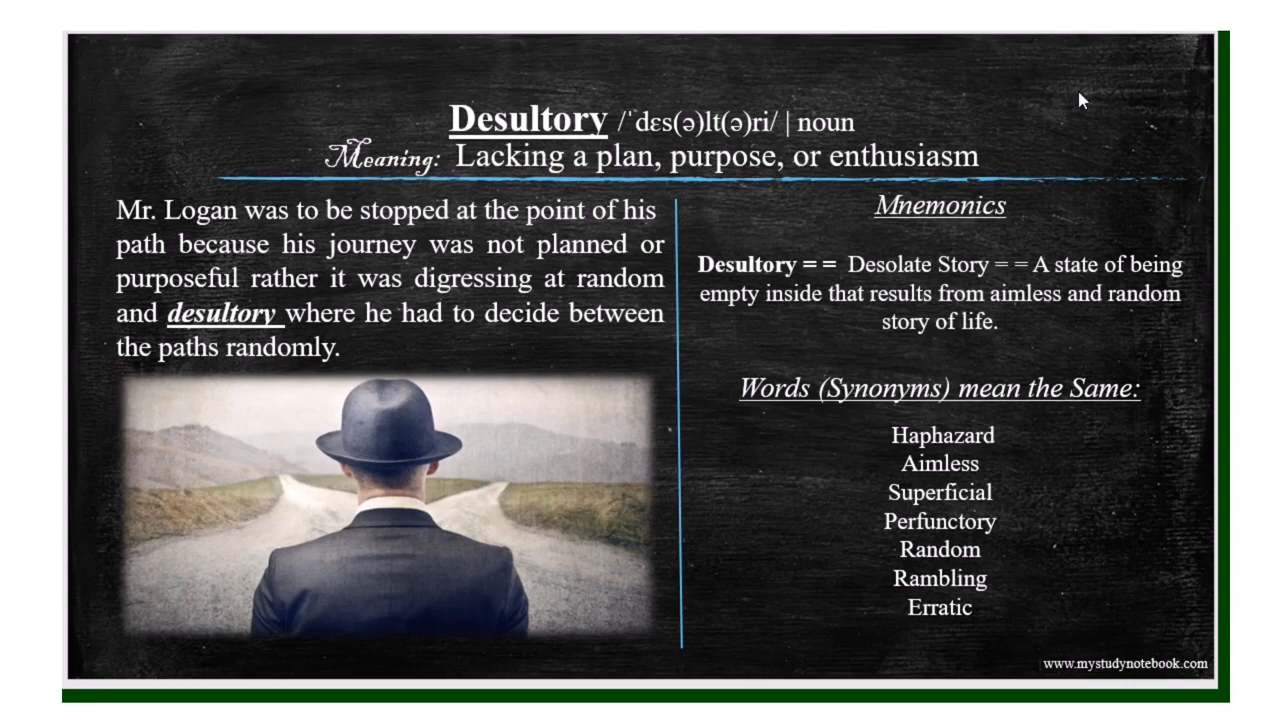 Desultory /ˈdɛs(ə)lt(ə)ri/ | noun
Meaning: Lacking a plan, purpose, or enthusiasm
Mr. Logan was to be stopped at the point of his
path because his journey was not planned or
purposeful rather it was digressing at random
and desultory where he had to decide between
the paths randomly.
Mnemonics
Desultory = = Desolate Story = = A state of being
empty inside that results from aimless and random
story of life.
Words (Synonyms) mean the Same:
Haphazard
Aimless
Superficial
Perfunctory
Random
Rambling
Erratic
www.mystudynotebook.com